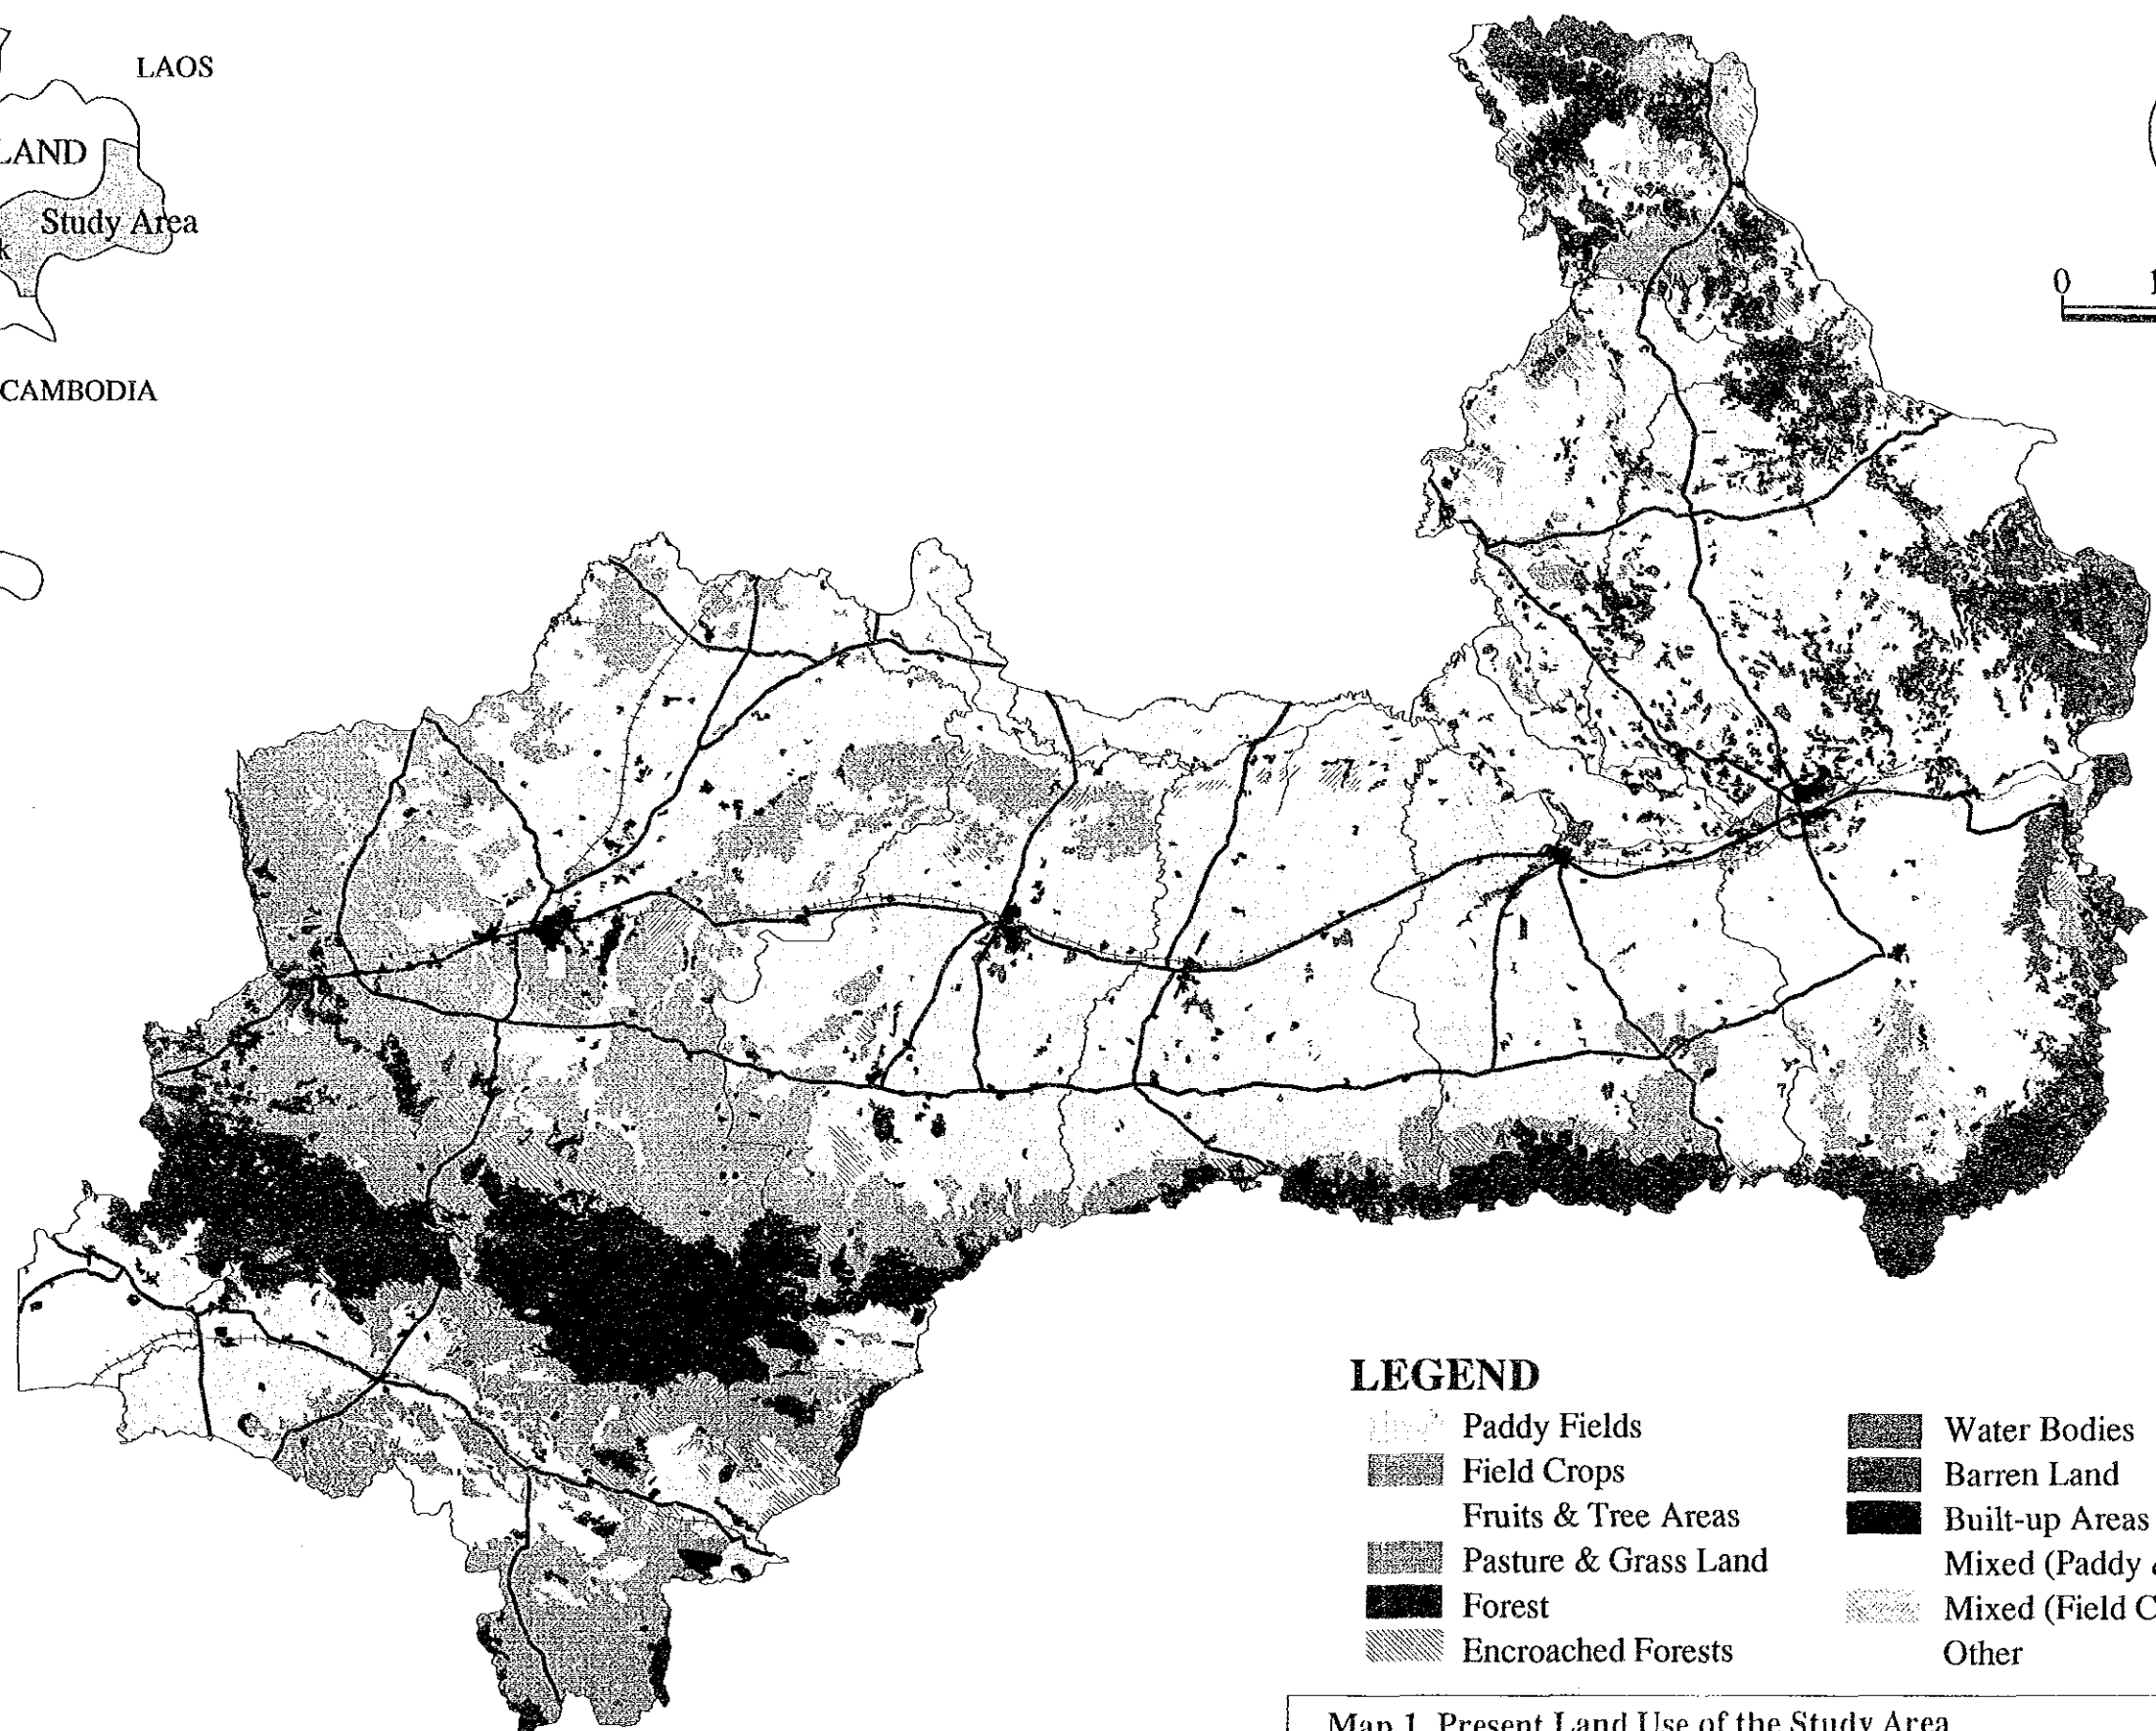 LAOS
LAND
Study Area
k
CAMBODIA
0 1
LEGEND
Paddy Fields
Field Crops
Fruits & Tree Areas
Pasture & Grass Land
Forest
Encroached Forests
Water Bodies
Barren Land
Built-up Areas
Mixed (Paddy
Mixed (Field C
Other
Map 1 Present Land Use of the Study Area